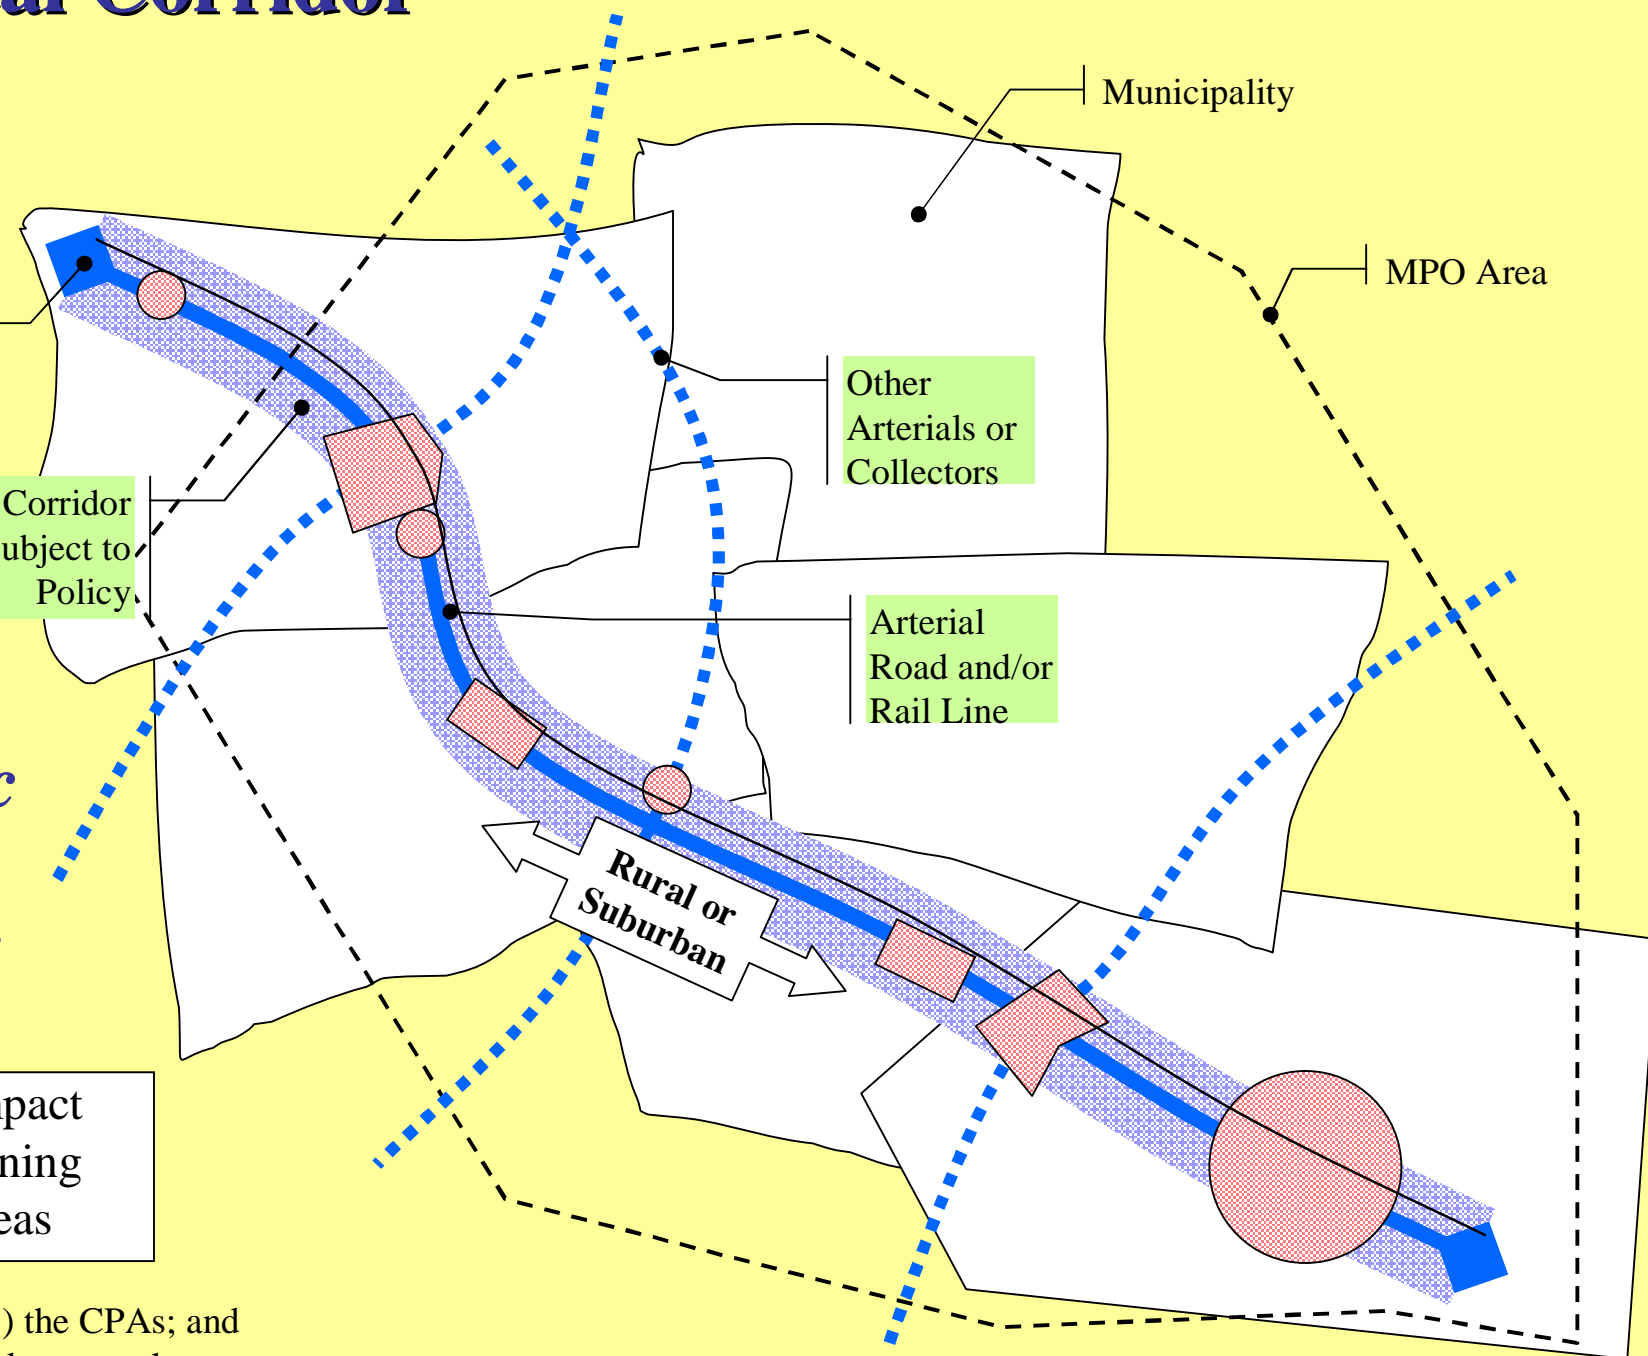 Corridor
Municipality
MPO Area
Other
Arterials or
Collectors
Corridor
ubject to
Policy
Arterial
Road and/or
Rail Line
c
Rural or
Suburban
pact
ning
eas
) the CPAs; and